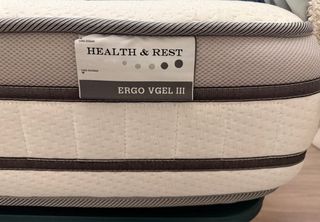 HEALTH & REST
ERGO VGEL III